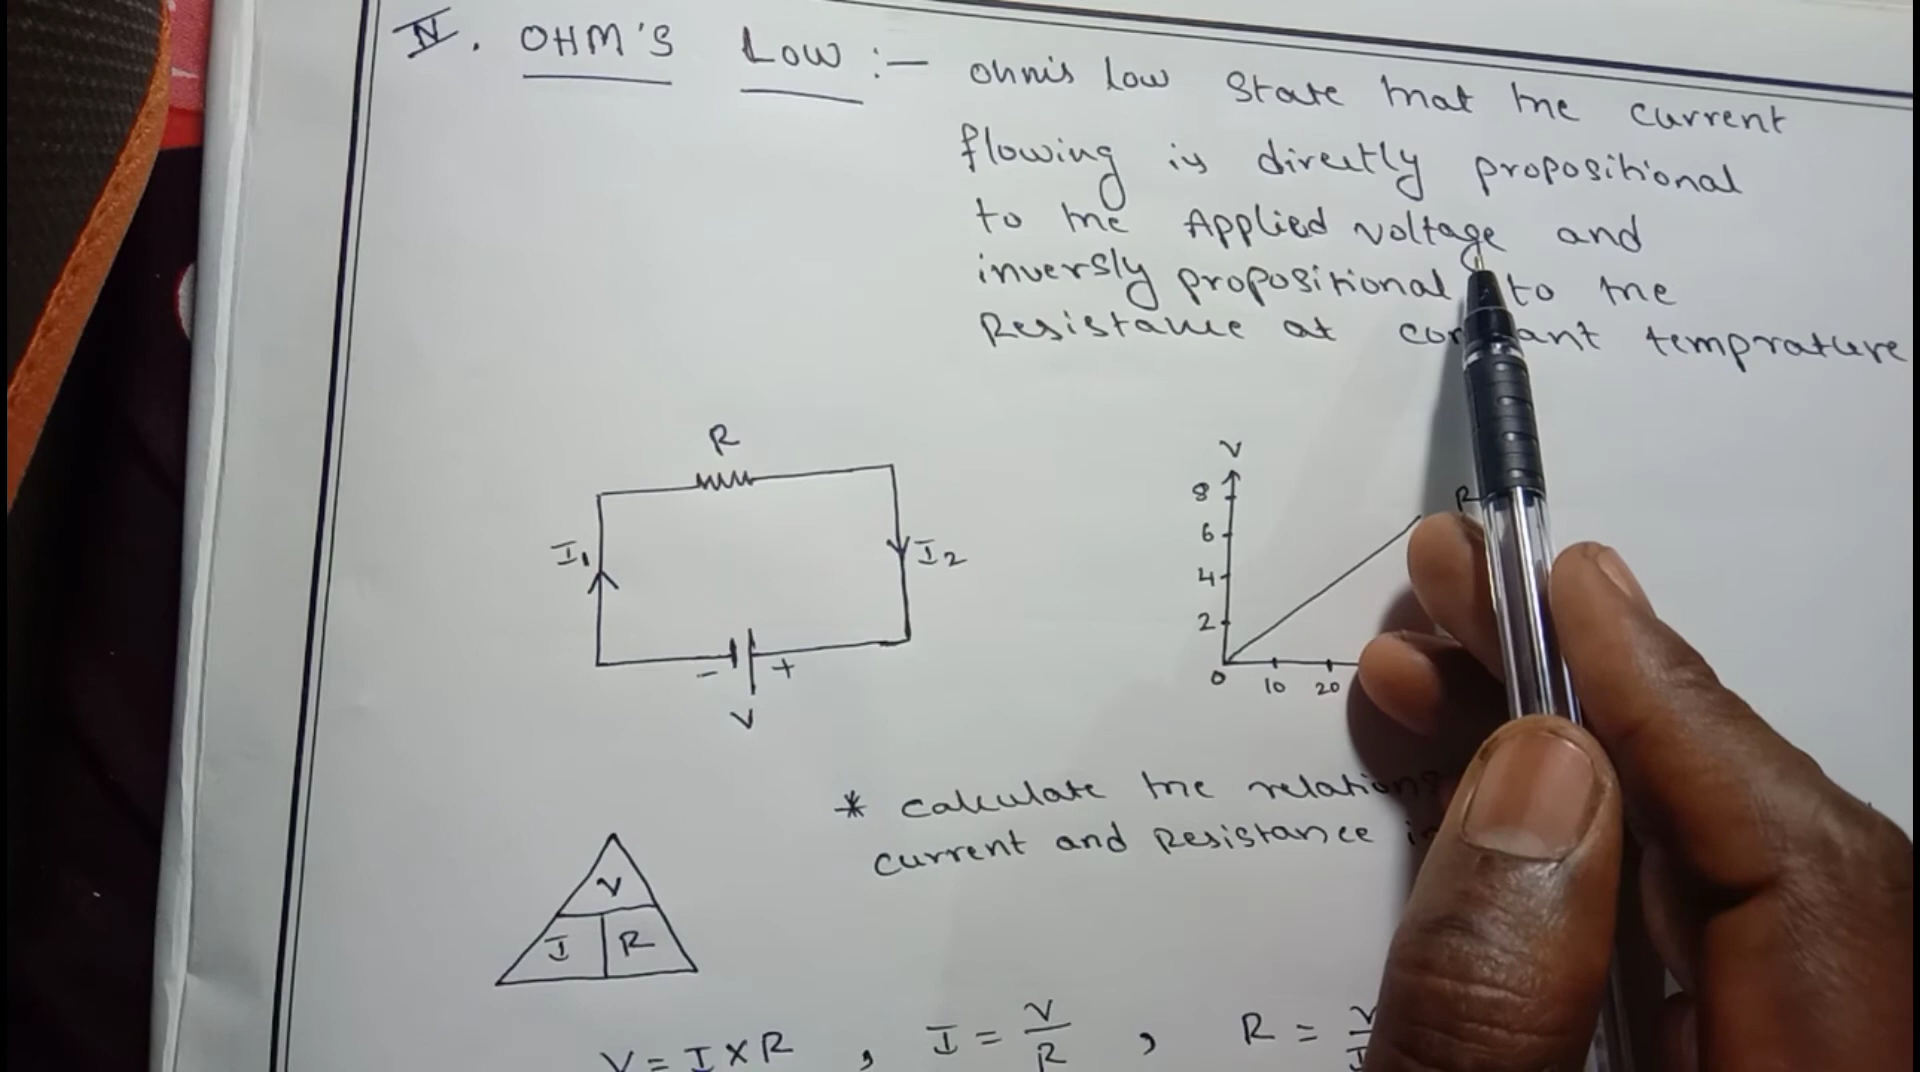 IV. OHM'S Low :- ohm's low State that the current
flowing is directly propositional
to the Applied voltage and
inversly propositional to the
Resistance at temprature
R
I1
I2
- +
V
V
8
6
4
2
0 10 20
R
* calculate the
current and Resistance
V
I R
V = I X R , I = V/R , R = V/I